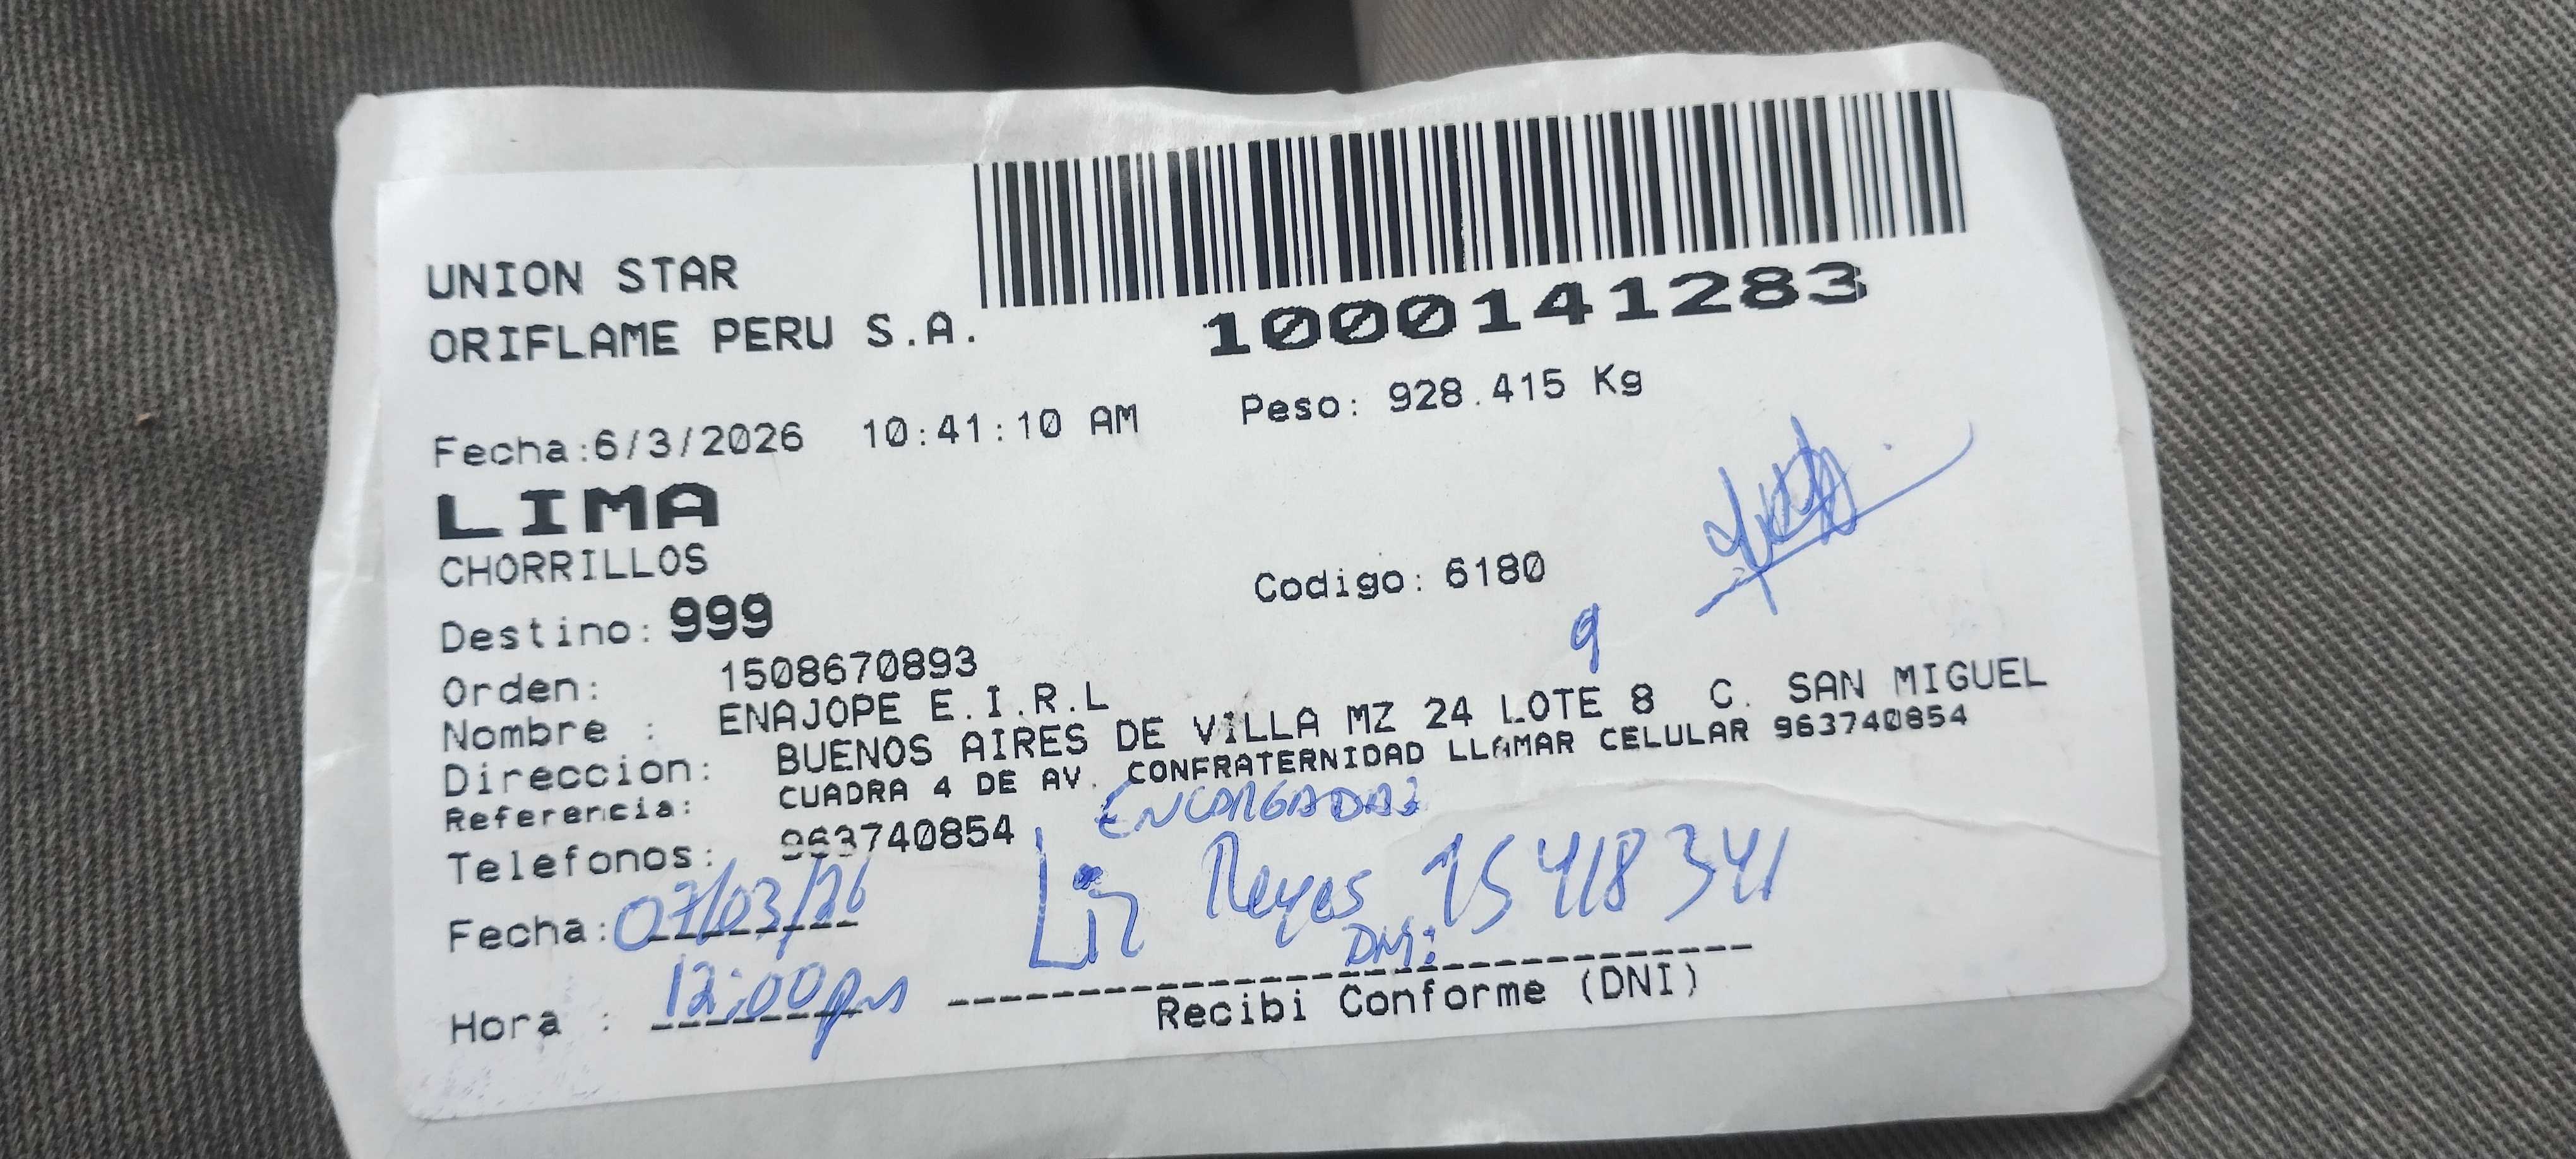 UNION STAR
ORIFLAME PERU S.A.
1000141283
Fecha:6/3/2026 10:41:10 AM Peso: 928.415 Kg
LIMA
CHORRILLOS
Codigo: 6180
Destino: 999
9
Orden: 1508670893
Nombre : ENAJOPE E.I.R.L
Direccion: BUENOS AIRES DE VILLA MZ 24 LOTE 8 C. SAN MIGUEL
Referencia: CUADRA 4 DE AV. CONFRATERNIDAD LLAMAR CELULAR 963740854
Telefonos: 963740854
ENCARGADA:
Liz Reyes 75418341
Fecha: 07/03/26
DNI:
Hora : 12:00pm
Recibi Conforme (DNI)